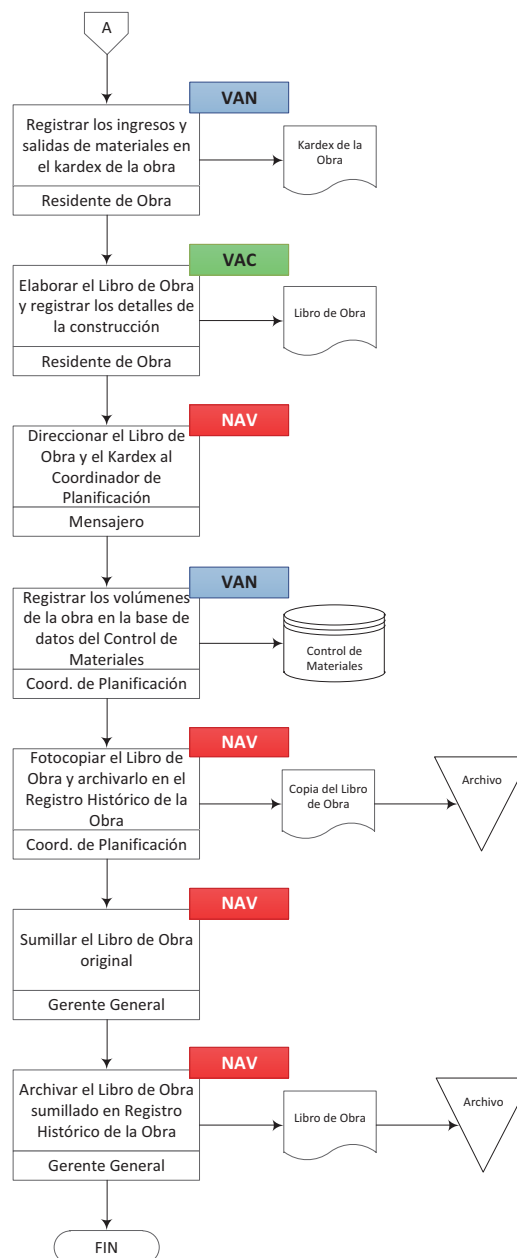 A
VAN
Registrar los ingresos y
salidas de materiales en
el kardex de la obra
Residente de Obra
Kardex de la
Obra
VAC
Elaborar el Libro de Obra
y registrar los detalles de
la construcción
Residente de Obra
Libro de Obra
NAV
Direccionar el Libro de
Obra y el Kardex al
Coordinador de
Planificación
Mensajero
VAN
Registrar los volúmenes
de la obra en la base de
datos del Control de
Materiales
Coord. de Planificación
Control de
Materiales
NAV
Fotocopiar el Libro de
Obra y archivarlo en el
Registro Histórico de la
Obra
Coord. de Planificación
Copia del Libro
de Obra
Archivo
NAV
Sumillar el Libro de Obra
original
Gerente General
NAV
Archivar el Libro de Obra
sumillado en Registro
Histórico de la Obra
Gerente General
Libro de Obra
Archivo
FIN